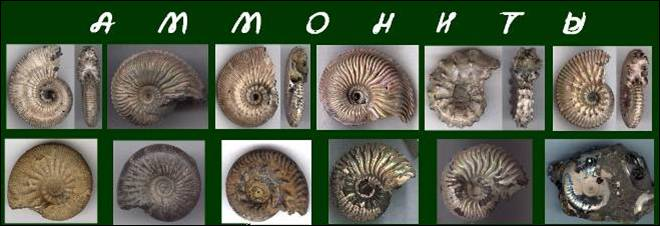 А М М О Н И Т Ы